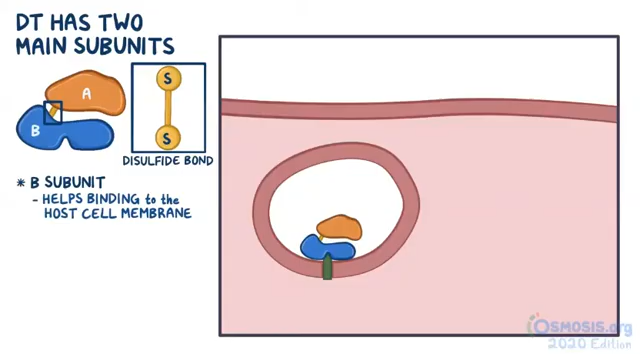 DT HAS TWO
MAIN SUBUNITS
A
B
S
S
DISULFIDE BOND
* B SUBUNIT
- HELPS BINDING to the
HOST CELL MEMBRANE
OSMOSIS.org
2020 Edition